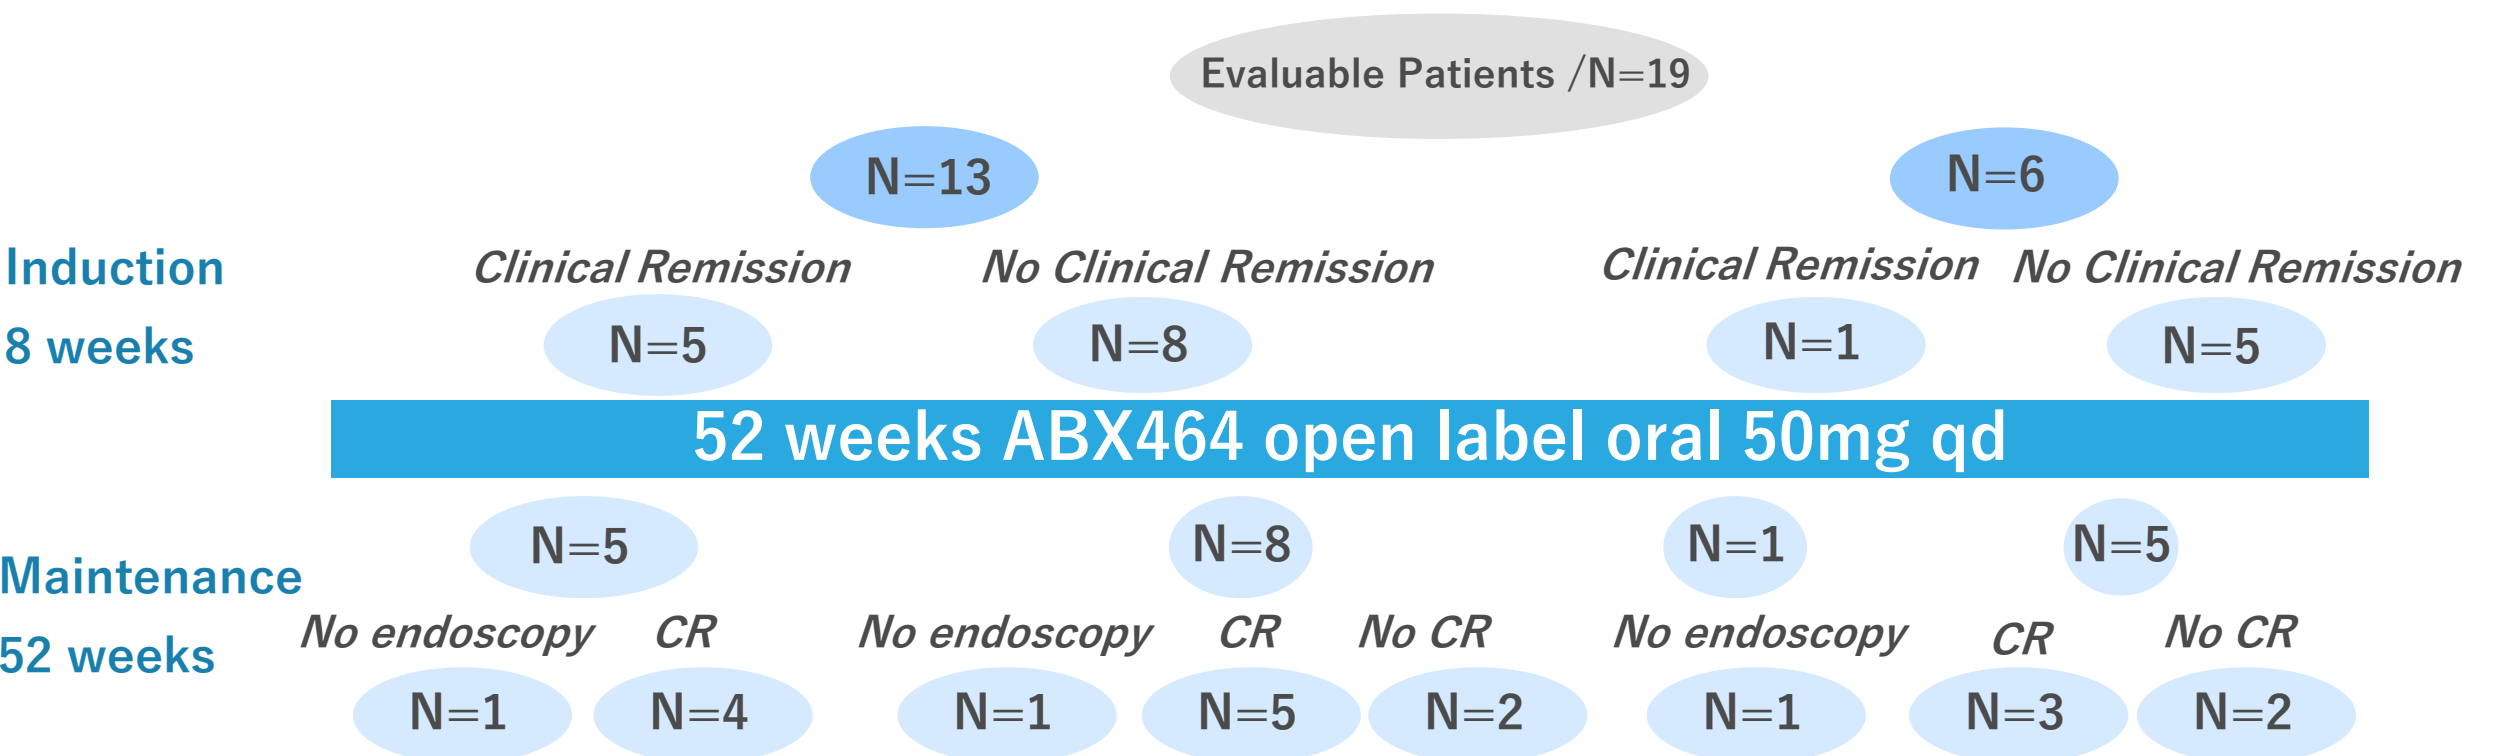 Evaluable Patients /N=19
N=13
N=6
Induction
8 weeks
Clinical Remission
No Clinical Remission
Clinical Remission
No Clinical Remission
N=5
N=8
N=1
N=5
52 weeks ABX464 open label oral 50mg qd
Maintenance
52 weeks
N=5
N=8
N=1
N=5
No endoscopy
CR
No endoscopy
CR
No CR
No endoscopy
CR
No CR
N=1
N=4
N=1
N=5
N=2
N=1
N=3
N=2